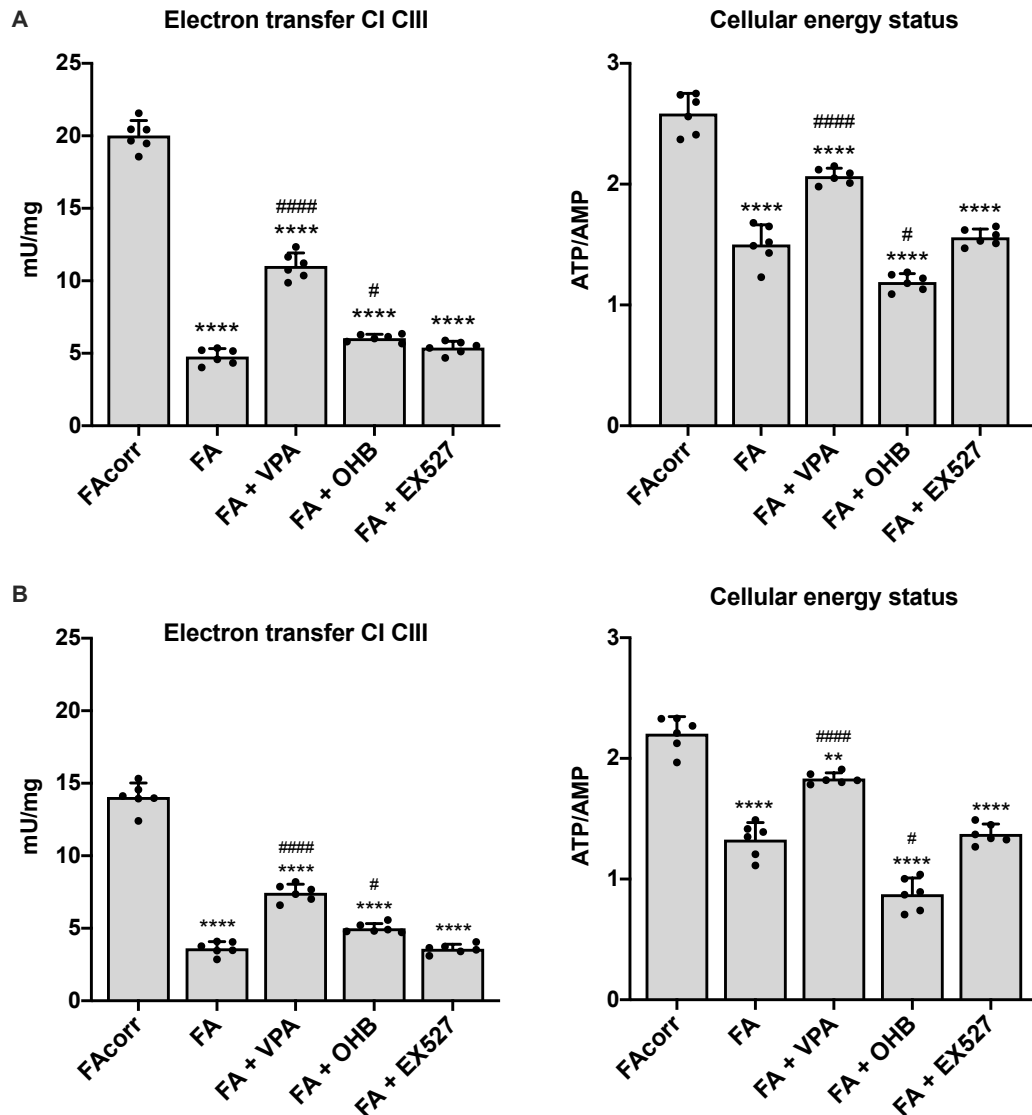 A
Electron transfer CI CIII
mU/mg
25
20
15
10
5
0
####
****
****
#
****
****
FAcorr
FA
FA + VPA
FA + OHB
FA + EX527
Cellular energy status
ATP/AMP
3
2
1
0
####
****
****
#
****
****
FAcorr
FA
FA + VPA
FA + OHB
FA + EX527
B
Electron transfer CI CIII
mU/mg
25
20
15
10
5
0
####
****
#
****
****
****
FAcorr
FA
FA + VPA
FA + OHB
FA + EX527
Cellular energy status
ATP/AMP
3
2
1
0
####
**
****
#
****
****
FAcorr
FA
FA + VPA
FA + OHB
FA + EX527